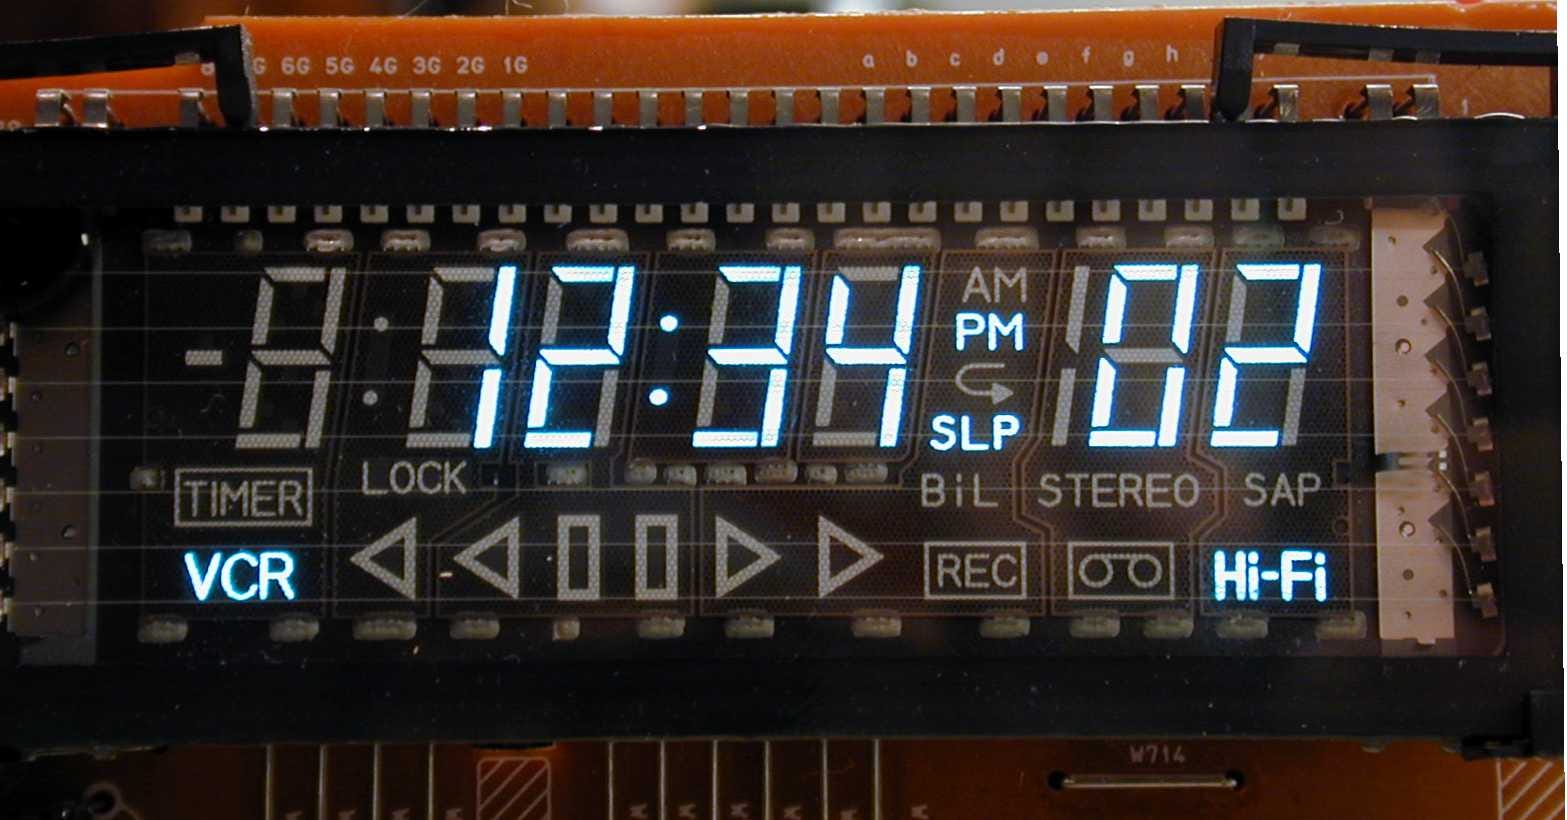 6G 5G 4G 3G 2G 1G a b c d e f g h
12:34 AM 02
PM
SLP
TIMER LOCK BiL STEREO SAP
VCR REC Hi-Fi
W714